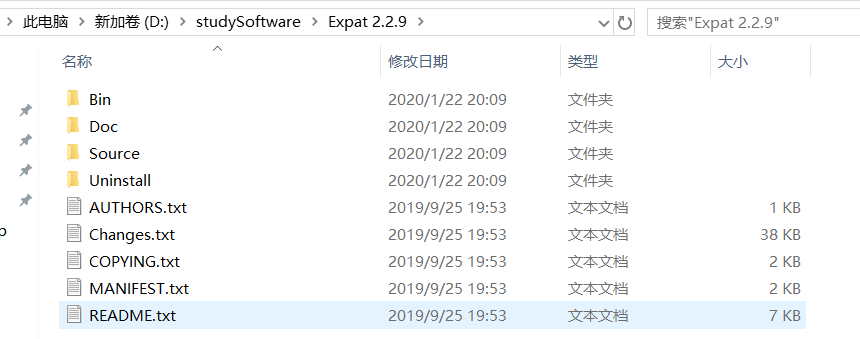 此电脑 > 新加卷 (D:) > studySoftware > Expat 2.2.9 >
搜索"Expat 2.2.9"
名称 修改日期 类型 大小
Bin 2020/1/22 20:09 文件夹
Doc 2020/1/22 20:09 文件夹
Source 2020/1/22 20:09 文件夹
Uninstall 2020/1/22 20:09 文件夹
AUTHORS.txt 2019/9/25 19:53 文本文档 1 KB
Changes.txt 2019/9/25 19:53 文本文档 38 KB
COPYING.txt 2019/9/25 19:53 文本文档 2 KB
MANIFEST.txt 2019/9/25 19:53 文本文档 2 KB
README.txt 2019/9/25 19:53 文本文档 7 KB